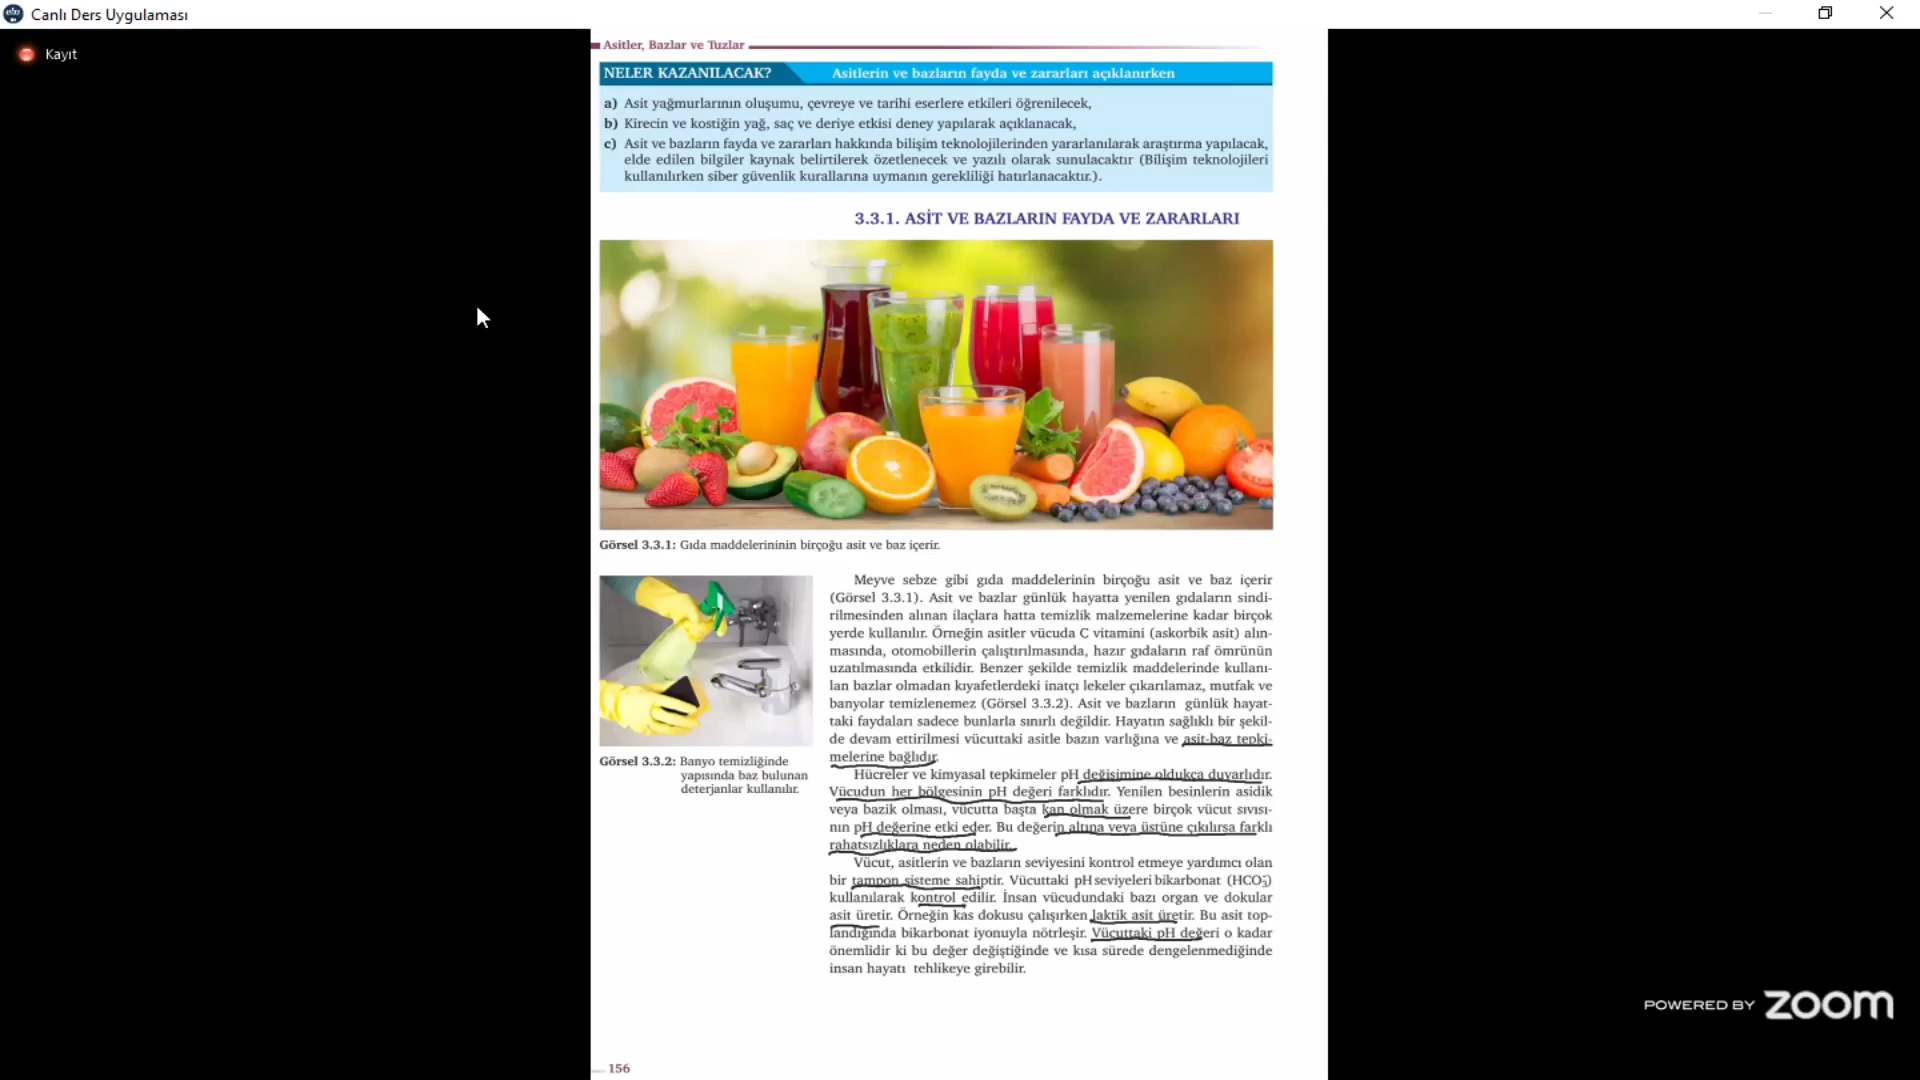 Canlı Ders Uygulaması
Kayıt
Asitler, Bazlar ve Tuzlar
NELER KAZANILACAK?
Asitlerin ve bazların fayda ve zararları açıklanırken
a) Asit yağmurlarının oluşumu, çevreye ve tarihi eserlere etkileri öğrenilecek,
b) Kirecin ve kostiğin yağ, saç ve deriye etkisi deney yapılarak açıklanacak,
c) Asit ve bazların fayda ve zararları hakkında bilişim teknolojilerinden yararlanılarak araştırma yapılacak,
elde edilen bilgiler kaynak belirtilerek özetlenecek ve yazılı olarak sunulacaktır (Bilişim teknolojileri
kullanılırken siber güvenlik kurallarına uymanın gerekliliği hatırlanacaktır.).
3.3.1. ASİT VE BAZLARIN FAYDA VE ZARARLARI
Görsel 3.3.1: Gıda maddelerininin birçoğu asit ve baz içerir.
Görsel 3.3.2: Banyo temizliğinde
yapısında baz bulunan
deterjanlar kullanılır.
Meyve sebze gibi gıda maddelerinin birçoğu asit ve baz içerir
(Görsel 3.3.1). Asit ve bazlar günlük hayatta yenilen gıdaların sindi-
rilmesinden alınan ilaçlara hatta temizlik malzemelerine kadar birçok
yerde kullanılır. Örneğin asitler vücuda C vitamini (askorbik asit) alın-
masında, otomobillerin çalıştırılmasında, hazır gıdaların raf ömrünün
uzatılmasında etkilidir. Benzer şekilde temizlik maddelerinde kullanı-
lan bazlar olmadan kıyafetlerdeki inatçı lekeler çıkarılamaz, mutfak ve
banyolar temizlenemez (Görsel 3.3.2). Asit ve bazların günlük hayat-
taki faydaları sadece bunlarla sınırlı değildir. Hayatın sağlıklı bir şekil-
de devam ettirilmesi vücuttaki asitle bazın varlığına ve asit-baz tepki-
melerine bağlıdır.
Hücreler ve kimyasal tepkimeler pH değişimine oldukça duyarlıdır.
Vücudun her bölgesinin pH değeri farklıdır. Yenilen besinlerin asidik
veya bazik olması, vücutta başta kan olmak üzere birçok vücut sıvısı-
nın pH değerine etki eder. Bu değerin altına veya üstüne çıkılırsa farklı
rahatsızlıklara neden olabilir.
Vücut, asitlerin ve bazların seviyesini kontrol etmeye yardımcı olan
bir tampon sisteme sahiptir. Vücuttaki pH seviyeleri bikarbonat (HCO₃⁻)
kullanılarak kontrol edilir. İnsan vücudundaki bazı organ ve dokular
asit üretir. Örneğin kas dokusu çalışırken laktik asit üretir. Bu asit top-
landığında bikarbonat iyonuyla nötrleşir. Vücuttaki pH değeri o kadar
önemlidir ki bu değer değiştiğinde ve kısa sürede dengelenmediğinde
insan hayatı tehlikeye girebilir.
156
POWERED BY zoom